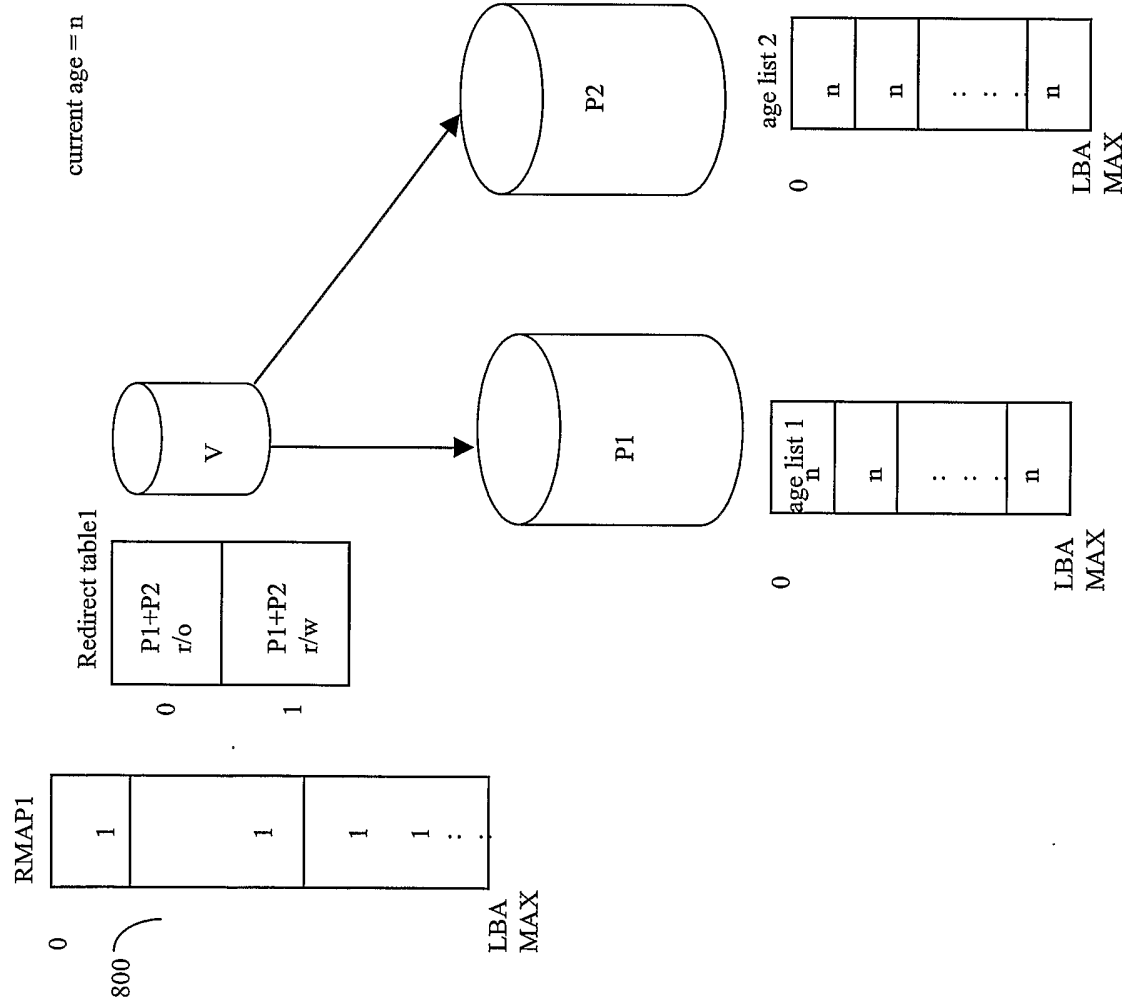 current age = n
RMAP1
0
800
1
1
1
1
: :
LBA
MAX
Redirect table1
0
P1+P2
r/o
1
P1+P2
r/w
V
P1
P2
age list 1
0
n
n
: : :
n
LBA
MAX
age list 2
0
n
n
: : :
n
LBA
MAX